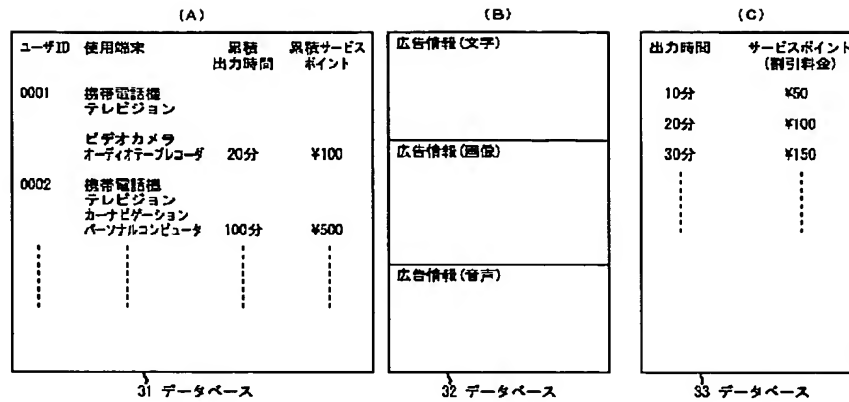 (A)
ユーザID 使用端末 累積出力時間 累積サービスポイント
0001 携帯電話機
テレビジョン
ビデオカメラ
オーディオテープレコーダ 20分 ¥100
0002 携帯電話機
テレビジョン
カーナビゲーション
パーソナルコンピュータ 100分 ¥500
31 データベース
(B)
広告情報(文字)
広告情報(画像)
広告情報(音声)
32 データベース
(C)
出力時間 サービスポイント
(割引料金)
10分 ¥50
20分 ¥100
30分 ¥150
33 データベース